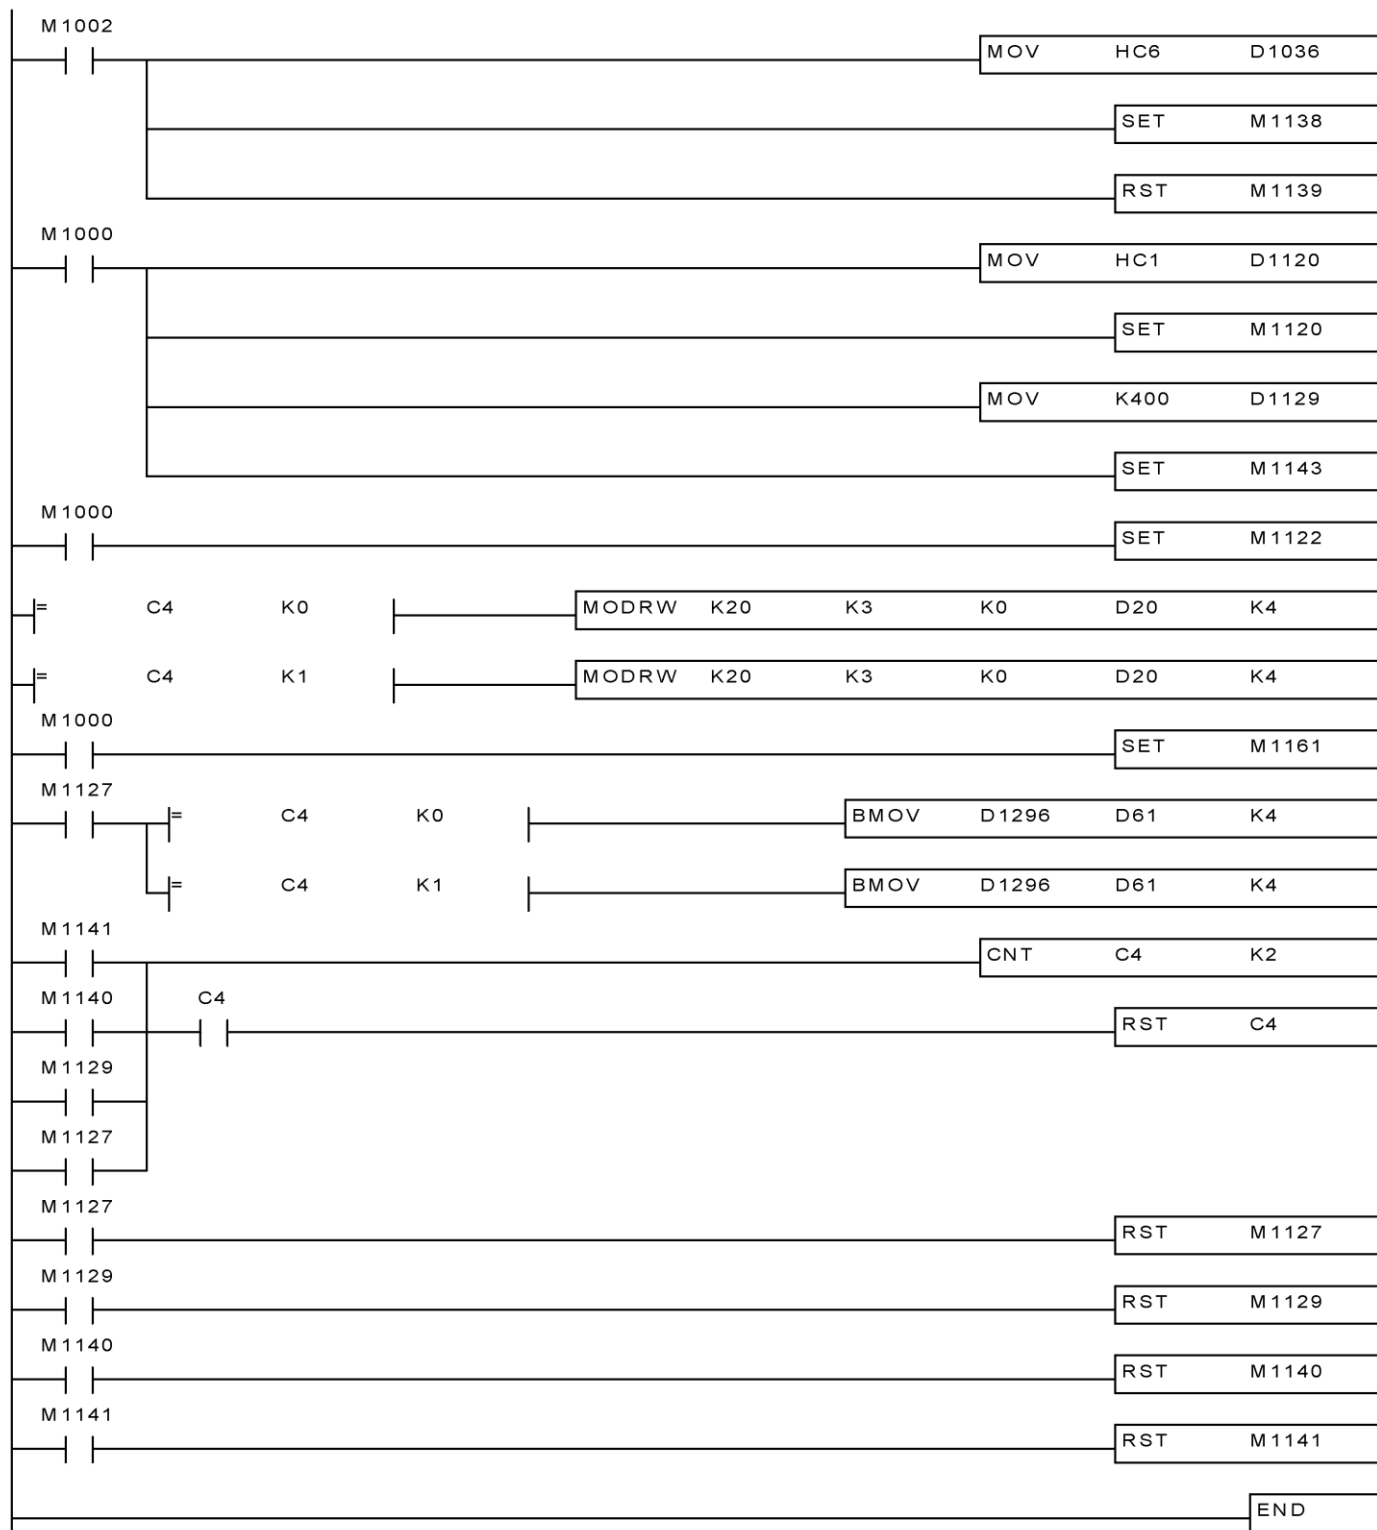 M1002
MOV HC6 D1036
SET M1138
RST M1139
M1000
MOV HC1 D1120
SET M1120
MOV K400 D1129
SET M1143
M1000
SET M1122
= C4 K0 MODRW K20 K3 K0 D20 K4
= C4 K1 MODRW K20 K3 K0 D20 K4
M1000
SET M1161
M1127
= C4 K0 BMOV D1296 D61 K4
= C4 K1 BMOV D1296 D61 K4
M1141
CNT C4 K2
M1140 C4
RST C4
M1129
M1127
M1127
RST M1127
M1129
RST M1129
M1140
RST M1140
M1141
RST M1141
END